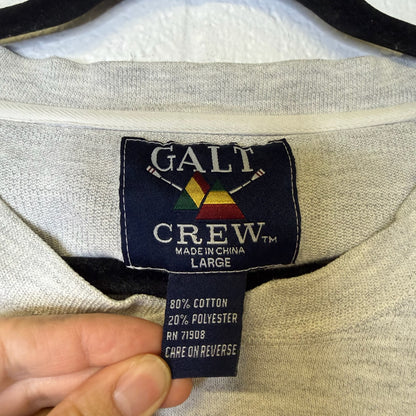 GALT
CREW™
MADE IN CHINA
LARGE
80% COTTON
20% POLYESTER
RN 71908
CARE ON REVERSE